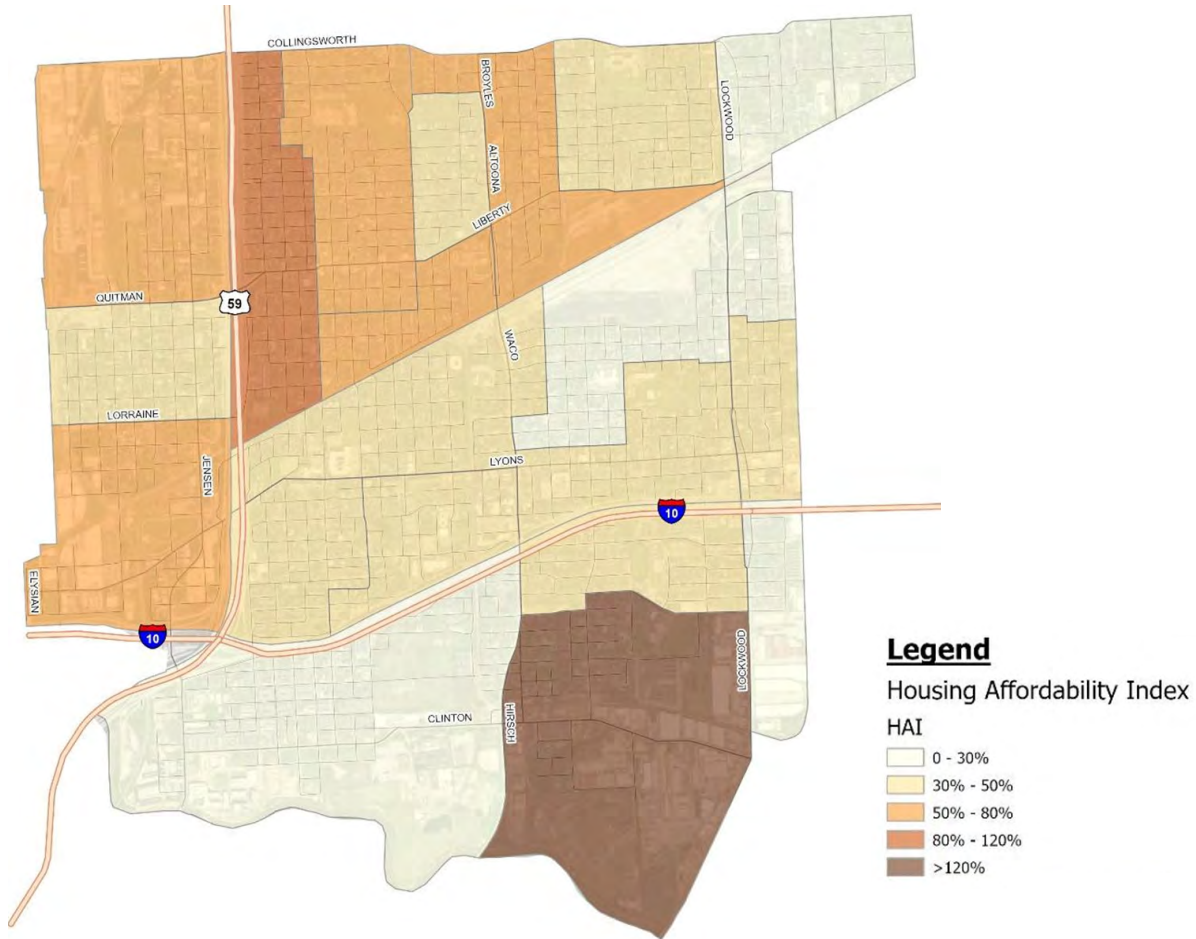 COLLINGSWORTH
BROYLES
LOCKWOOD
ALTOONA
LIBERTY
QUITMAN
59
WACO
LORRAINE
JENSEN
LYONS
10
ELYSIAN
10
LOCKWOOD
HIRSCH
CLINTON
Legend
Housing Affordability Index
HAI
0 - 30%
30% - 50%
50% - 80%
80% - 120%
>120%